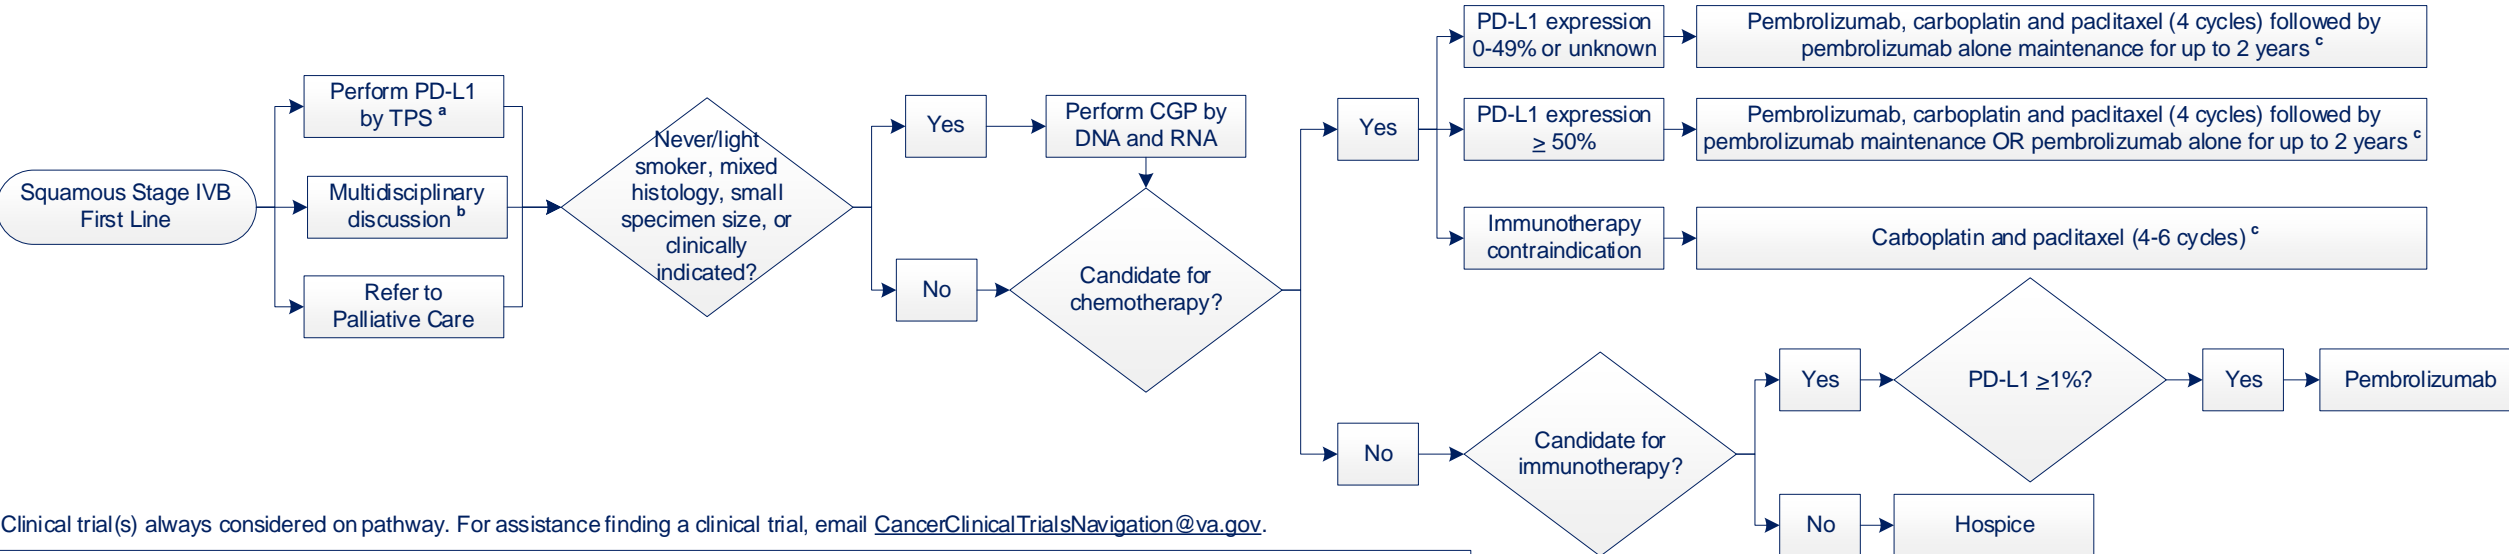 Squamous Stage IVB
First Line
Perform PD-L1
by TPS a
Multidisciplinary
discussion b
Refer to
Palliative Care
Never/light
smoker, mixed
histology, small
specimen size, or
clinically
indicated?
Yes
No
Perform CGP by
DNA and RNA
Candidate for
chemotherapy?
Yes
PD-L1 expression
0-49% or unknown
Pembrolizumab, carboplatin and paclitaxel (4 cycles) followed by
pembrolizumab alone maintenance for up to 2 years c
PD-L1 expression
≥ 50%
Pembrolizumab, carboplatin and paclitaxel (4 cycles) followed by
pembrolizumab maintenance OR pembrolizumab alone for up to 2 years c
Immunotherapy
contraindication
Carboplatin and paclitaxel (4-6 cycles) c
No
Candidate for
immunotherapy?
Yes
PD-L1 ≥1%?
Yes
Pembrolizumab
No
Hospice
Clinical trial(s) always considered on pathway. For assistance finding a clinical trial, email CancerClinicalTrialsNavigation@va.gov.